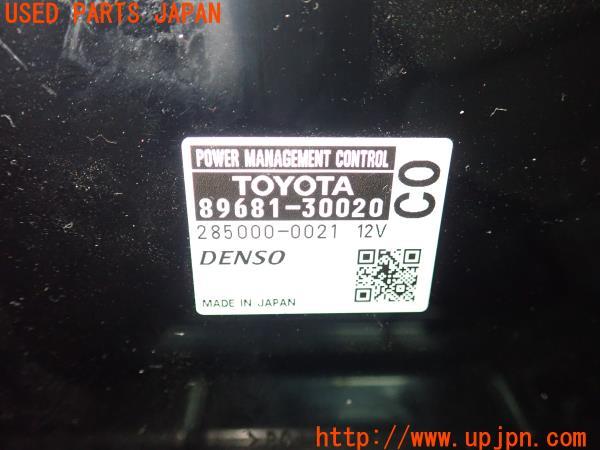 USED PARTS JAPAN
POWER MANAGEMENT CONTROL
TOYOTA
89681-30020
CO
285000-0021 12V
DENSO
MADE IN JAPAN
http://www.upjpn.com/